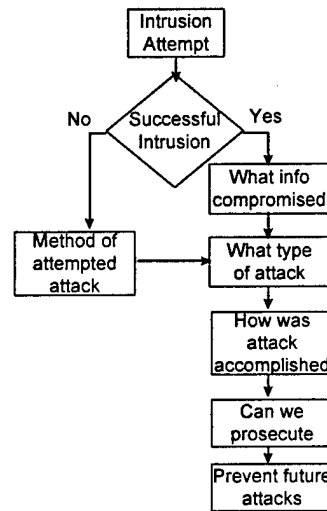 Intrusion
Attempt
No
Successful
Intrusion
Yes
What info
compromised
Method of
attempted
attack
What type
of attack
How was
attack
accomplished
Can we
prosecute
Prevent future
attacks